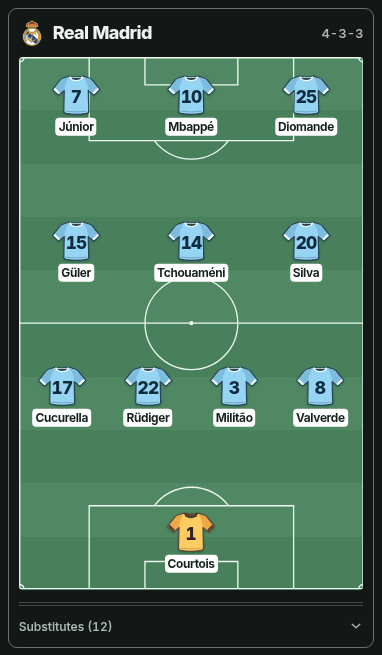 Real Madrid
4-3-3
7
10
25
Júnior
Mbappé
Diomande
15
14
20
Güler
Tchouaméni
Silva
17
22
3
8
Cucurella
Rüdiger
Militão
Valverde
1
Courtois
Substitutes (12)